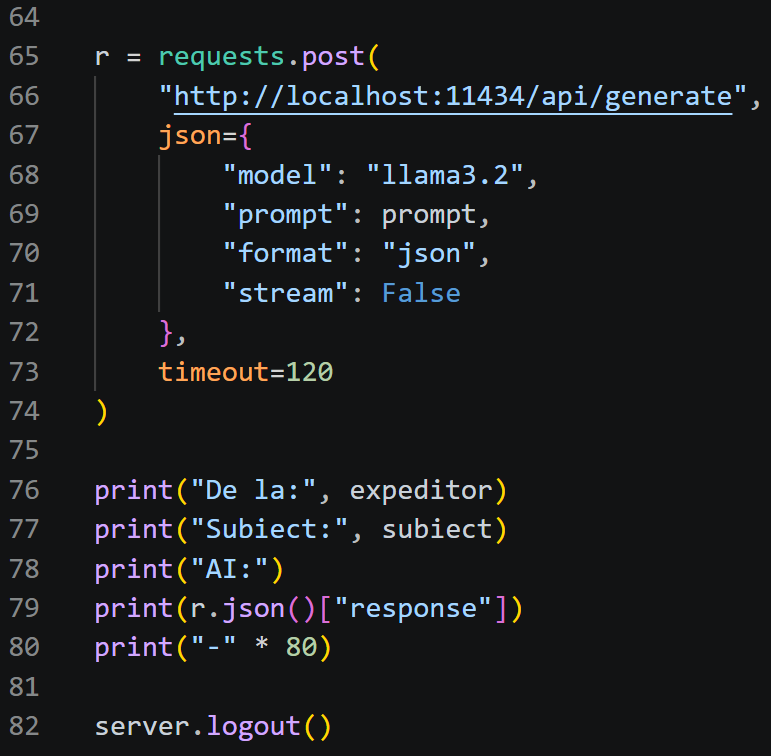 64
65 r = requests.post(
66 "http://localhost:11434/api/generate",
67 json={
68 "model": "llama3.2",
69 "prompt": prompt,
70 "format": "json",
71 "stream": False
72 },
73 timeout=120
74 )
75
76 print("De la:", expeditor)
77 print("Subiect:", subiect)
78 print("AI:")
79 print(r.json()["response"])
80 print("-" * 80)
81
82 server.logout()